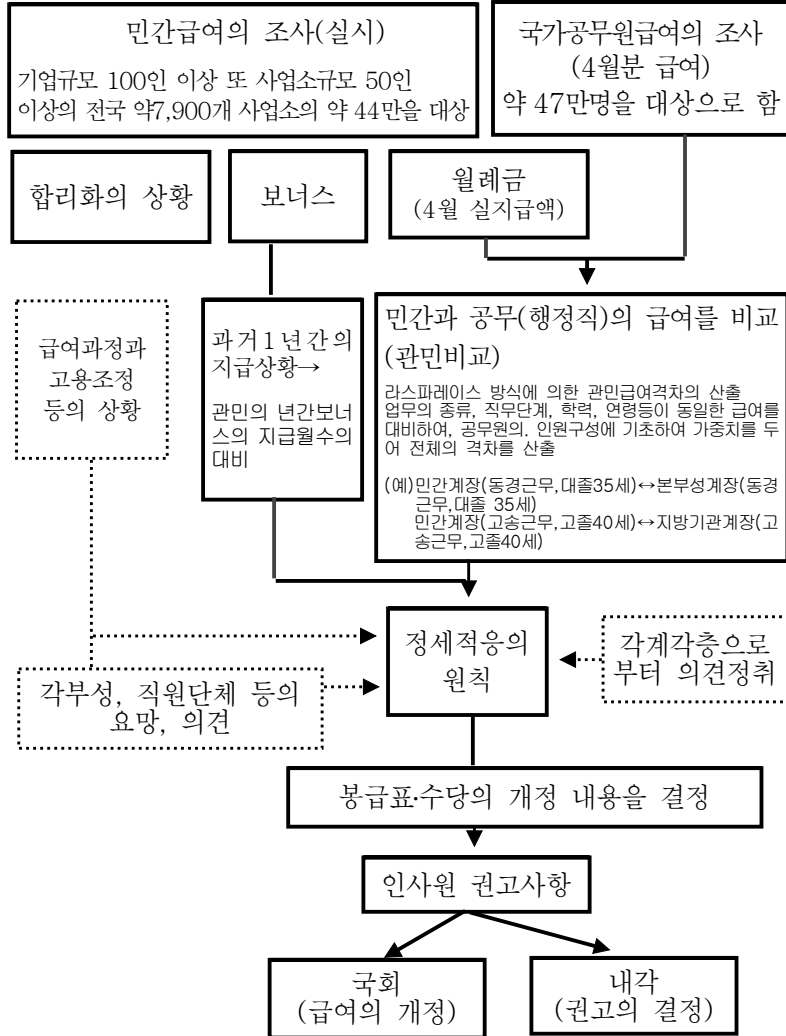 민간급여의 조사(실시)
기업규모 100인 이상 또 사업소규모 50인
이상의 전국 약7,900개 사업소의 약 44만을 대상
국가공무원급여의 조사
(4월분 급여)
약 47만명을 대상으로 함
합리화의 상황
보너스
월례금
(4월 실지급액)
급여과정과
고용조정
등의 상황
과거1년간의
지급상황→
관민의 년간보너
스의 지급월수의
대비
민간과 공무(행정직)의 급여를 비교
(관민비교)
라스파레이스 방식에 의한 관민급여격차의 산출
업무의 종류, 직무단계, 학력, 연령등이 동일한 급여를
대비하여, 공무원의. 인원구성에 기초하여 가중치를 두
어 전체의 격차를 산출
(예)민간계장(동경근무,대졸35세)↔본부성계장(동경
근무,대졸 35세)
민간계장(고송근무,고졸40세)↔지방기관계장(고
송근무,고졸40세)
정세적응의
원칙
각계각층으로
부터 의견정취
각부성, 직원단체 등의
요망, 의견
봉급표·수당의 개정 내용을 결정
인사원 권고사항
국회
(급여의 개정)
내각
(권고의 결정)